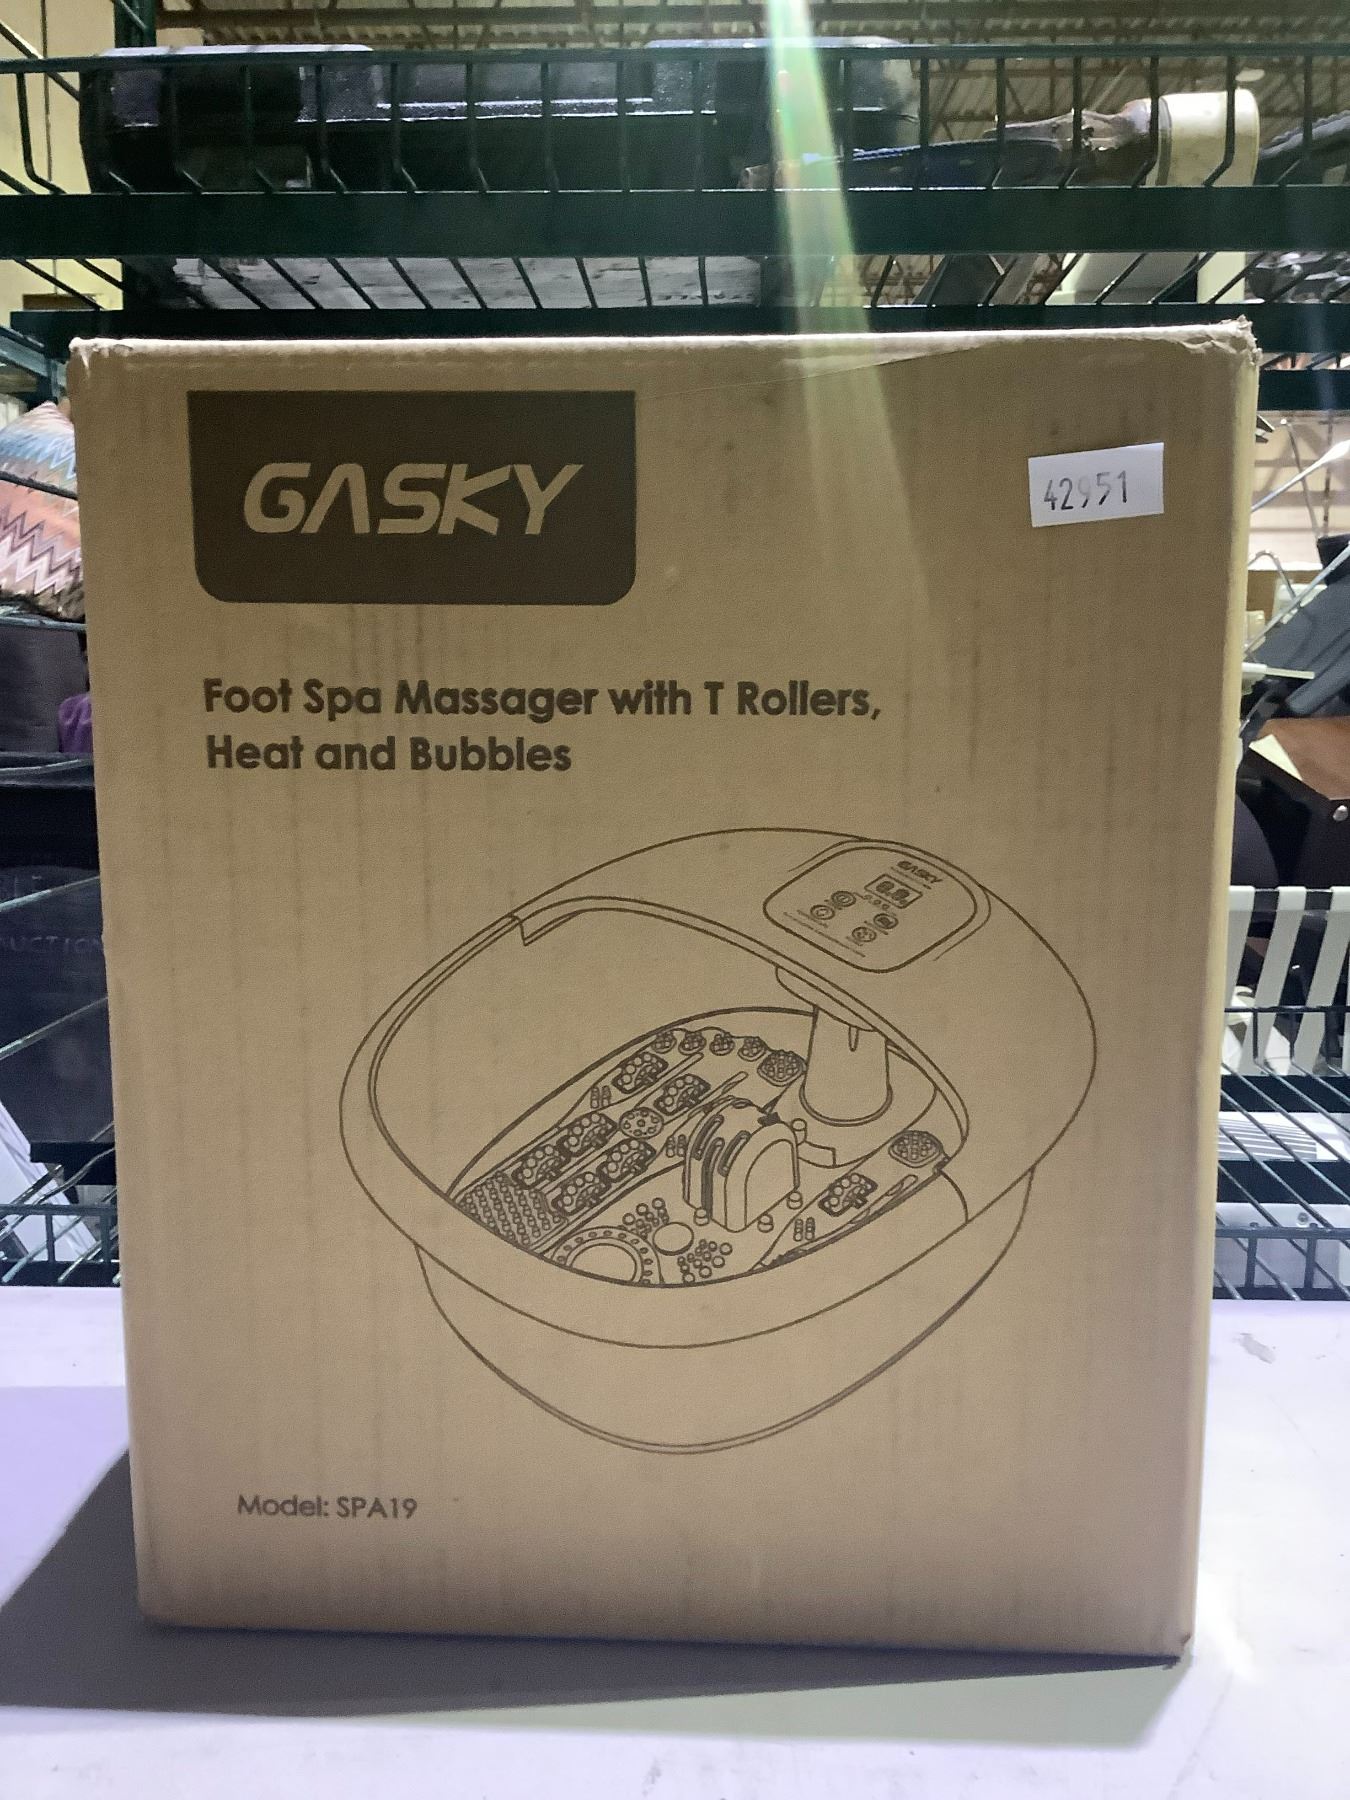 GASKY
42951
Foot Spa Massager with T Rollers,
Heat and Bubbles
GASKY
Model: SPA19